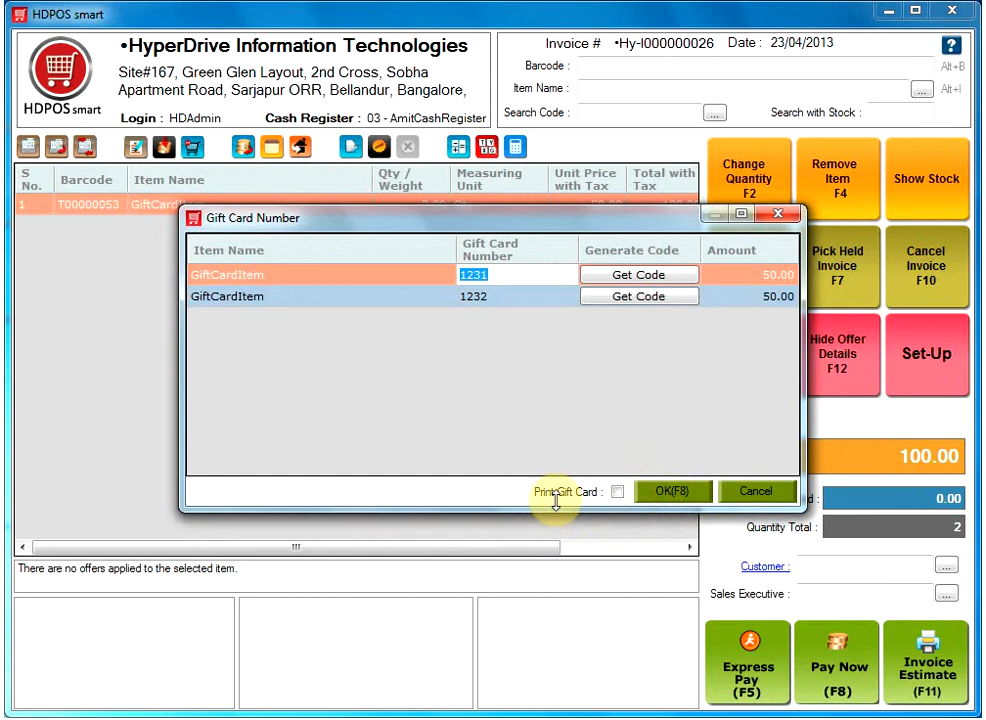 HDPOS smart
•HyperDrive Information Technologies
Site#167, Green Glen Layout, 2nd Cross, Sobha
Apartment Road, Sarjapur ORR, Bellandur, Bangalore,
HDPOS smart
Login : HDAdmin Cash Register : 03 - AmitCashRegister
Invoice # •Hy-I000000026 Date : 23/04/2013 ?
Barcode : Alt+B
Item Name : ... Alt+I
Search Code : ... Search with Stock :
S No. Barcode Item Name Qty / Weight Measuring Unit Unit Price with Tax Total with Tax
1 T00000053 GiftCard
Change Quantity F2
Remove Item F4
Show Stock
Pick Held Invoice F7
Cancel Invoice F10
Hide Offer Details F12
Set-Up
Gift Card Number
Item Name Gift Card Number Generate Code Amount
GiftCardItem 1231 Get Code 50.00
GiftCardItem 1232 Get Code 50.00
Print Gift Card : OK(F8) Cancel
100.00
d : 0.00
Quantity Total : 2
Customer : ...
Sales Executive : ...
There are no offers applied to the selected item.
Express Pay (F5)
Pay Now (F8)
Invoice Estimate (F11)